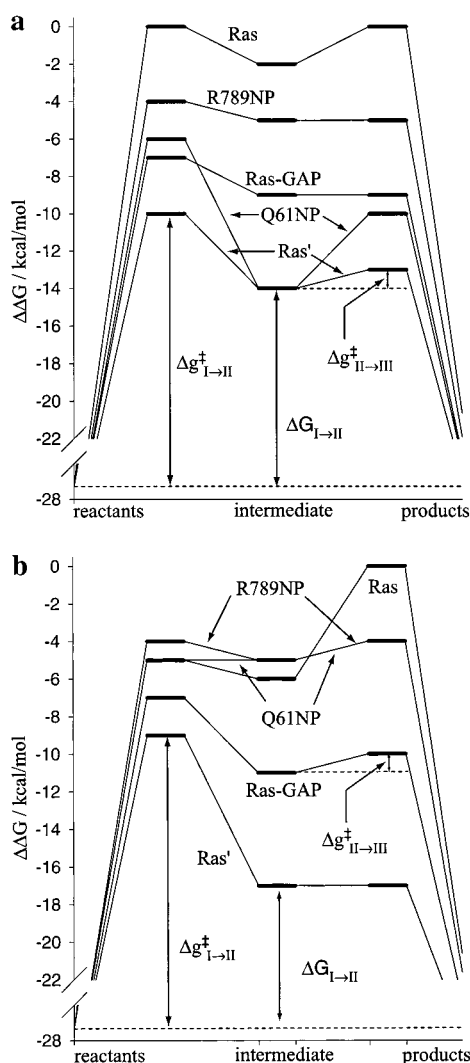 a
0
-2
-4
-6
-8
-10
-12
-14
-16
-18
-20
-22
-28
ΔΔG / kcal/mol
Ras
R789NP
Ras-GAP
Q61NP
Ras'
Δg‡I→II
ΔGI→II
Δg‡II→III
reactants intermediate products
b
0
-2
-4
-6
-8
-10
-12
-14
-16
-18
-20
-22
-28
ΔΔG / kcal/mol
R789NP
Ras
Q61NP
Ras-GAP
Δg‡II→III
Ras'
Δg‡I→II
ΔGI→II
reactants intermediate products